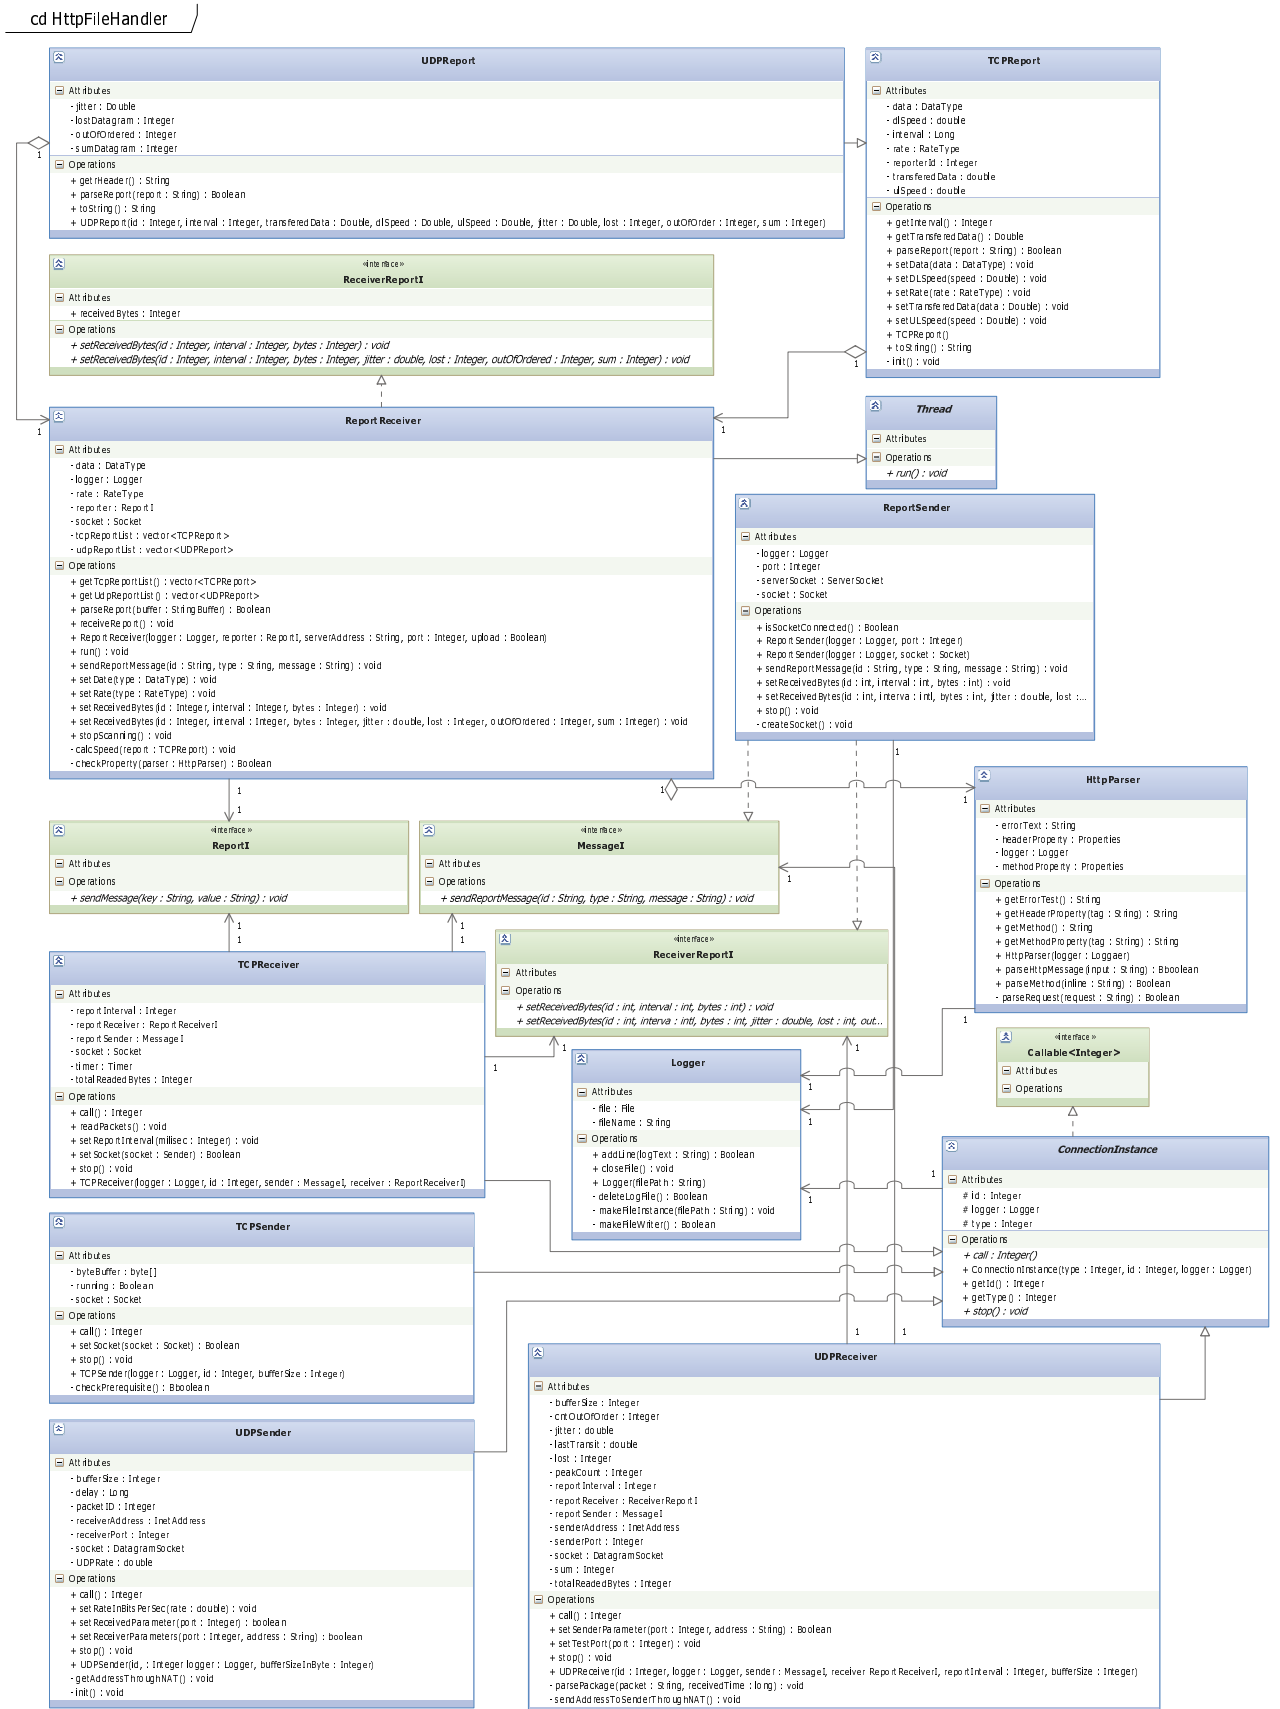 cd HttpFileHandler
UDPReport
Attributes
- jitter : Double
- lostDatagram : Integer
- outOfOrdered : Integer
- sumDatagram : Integer
Operations
+ getrHeader() : String
+ parseReport(report : String) : Boolean
+ toString() : String
+ UDPReport(id : Integer, interval : Integer, transferedData : Double, dlSpeed : Double, ulSpeed : Double, jitter : Double, lost : Integer, outOfOrder : Integer, sum : Integer)
1
TCPReport
Attributes
- data : DataType
- dlSpeed : double
- interval : Long
- rate : RateType
- reporterId : Integer
- transferedData : double
- ulSpeed : double
Operations
+ getInterval() : Integer
+ getTransferedData() : Double
+ parseReport(report : String) : Boolean
+ setData(data : DataType) : void
+ setDLSpeed(speed : Double) : void
+ setRate(rate : RateType) : void
+ setTransferedData(data : Double) : void
+ setULSpeed(speed : Double) : void
+ TCPReport()
+ toString() : String
- init() : void
1
«interface»
ReceiverReportI
Attributes
+ receivedBytes : Integer
Operations
+ setReceivedBytes(id : Integer, interval : Integer, bytes : Integer) : void
+ setReceivedBytes(id : Integer, interval : Integer, bytes : Integer, jitter : double, lost : Integer, outOfOrdered : Integer, sum : Integer) : void
1
1
ReportReceiver
Attributes
- data : DataType
- logger : Logger
- rate : RateType
- reporter : ReportI
- socket : Socket
- tcpReportList : vector<TCPReport>
- udpReportList : vector<UDPReport>
Operations
+ getTcpReportList() : vector<TCPReport>
+ getUdpReportList() : vector<UDPReport>
+ parseReport(buffer : StringBuffer) : Boolean
+ receiveReport() : void
+ ReportReceiver(logger : Logger, reporter : ReportI, serverAddress : String, port : Integer, upload : Boolean)
+ run() : void
+ sendReportMessage(id : String, type : String, message : String) : void
+ setDate(type : DataType) : void
+ setRate(type : RateType) : void
+ setReceivedBytes(id : Integer, interval : Integer, bytes : Integer) : void
+ setReceivedBytes(id : Integer, interval : Integer, bytes : Integer, jitter : double, lost : Integer, outOfOrdered : Integer, sum : Integer) : void
+ stopScanning() : void
- calcSpeed(report : TCPReport) : void
- checkProperty(parser : HttpParser) : Boolean
Thread
Attributes
Operations
+ run() : void
ReportSender
Attributes
- logger : Logger
- port : Integer
- serverSocket : ServerSocket
- socket : Socket
Operations
+ isSocketConnected() : Boolean
+ ReportSender(logger : Logger, port : Integer)
+ ReportSender(logger : Logger, socket : Socket)
+ sendReportMessage(id : String, type : String, message : String) : void
+ setReceivedBytes(id : int, interval : int, bytes : int) : void
+ setReceivedBytes(id : int, interva : intl, bytes : int, jitter : double, lost :...
+ stop() : void
- createSocket() : void
1
1
1
1
1
HttpParser
Attributes
- errorText : String
- headerProperty : Properties
- logger : Logger
- methodProperty : Properties
Operations
+ getErrorTest() : String
+ getHeaderProperty(tag : String) : String
+ getMethod() : String
+ getMethodProperty(tag : String) : String
+ HttpParser(logger : Loggaer)
+ parseHttpMessage(input : String) : Bboolean
+ parseMethod(inline : String) : Boolean
- parseRequest(request : String) : Boolean
1
«interface»
ReportI
Attributes
Operations
+ sendMessage(key : String, value : String) : void
1
1
«interface»
MessageI
Attributes
Operations
+ sendReportMessage(id : String, type : String, message : String) : void
1
1
1
«interface»
ReceiverReportI
Attributes
Operations
+ setReceivedBytes(id : int, interval : int, bytes : int) : void
+ setReceivedBytes(id : int, interva : intl, bytes : int, jitter : double, lost : int, out...
1
1
1
TCPReceiver
Attributes
- reportInterval : Integer
- reportReceiver : ReportReceiverI
- reportSender : MessageI
- socket : Socket
- timer : Timer
- totalReadedBytes : Integer
Operations
+ call() : Integer
+ readPackets() : void
+ setReportInterval(milisec : Integer) : void
+ setSocket(socket : Sender) : Boolean
+ stop() : void
+ TCPReceiver(logger : Logger, id : Integer, sender : MessageI, receiver : ReportReceiverI)
Logger
Attributes
- file : File
- fileName : String
Operations
+ addLine(logText : String) : Boolean
+ closeFile() : void
+ Logger(filePath : String)
- deleteLogFile() : Boolean
- makeFileInstance(filePath : String) : void
- makeFileWriter() : Boolean
1
1
1
1
«interface»
Callable<Integer>
Attributes
Operations
ConnectionInstance
Attributes
# id : Integer
# logger : Logger
# type : Integer
Operations
+ call : Integer()
+ ConnectionInstance(type : Integer, id : Integer, logger : Logger)
+ getId() : Integer
+ getType() : Integer
+ stop() : void
TCPSender
Attributes
- byteBuffer : byte[]
- running : Boolean
- socket : Socket
Operations
+ call() : Integer
+ setSocket(socket : Socket) : Boolean
+ stop() : void
+ TCPSender(logger : Logger, id : Integer, bufferSize : Integer)
- checkPrerequisite() : Bboolean
1
1
UDPSender
Attributes
- bufferSize : Integer
- delay : Long
- packetID : Integer
- receiverAddress : InetAddress
- receiverPort : Integer
- socket : DatagramSocket
- UDPRate : double
Operations
+ call() : Integer
+ setRateInBitsPerSec(rate : double) : void
+ setReceivedParameter(port : Integer) : boolean
+ setReceiverParameters(port : Integer, address : String) : boolean
+ stop() : void
+ UDPSender(id, : Integer logger : Logger, bufferSizeInByte : Integer)
- getAddressThroughNAT() : void
- init() : void
UDPReceiver
Attributes
- bufferSize : Integer
- cntOutOfOrder : Integer
- jitter : double
- lastTransit : double
- lost : Integer
- peakCount : Integer
- reportInterval : Integer
- reportReceiver : ReceiverReportI
- reportSender : MessageI
- senderAddress : InetAddress
- senderPort : Integer
- socket : DatagramSocket
- sum : Integer
- totalReadedBytes : Integer
Operations
+ call() : Integer
+ setSenderParameter(port : Integer, address : String) : Boolean
+ setTestPort(port : Integer) : void
+ stop() : void
+ UDPReceiver(id : Integer, logger : Logger, sender : MessageI, receiver ReportReceiverI, reportInterval : Integer, bufferSize : Integer)
- parsePackage(packet : String, receivedTime : long) : void
- sendAddressToSenderThroughNAT() : void